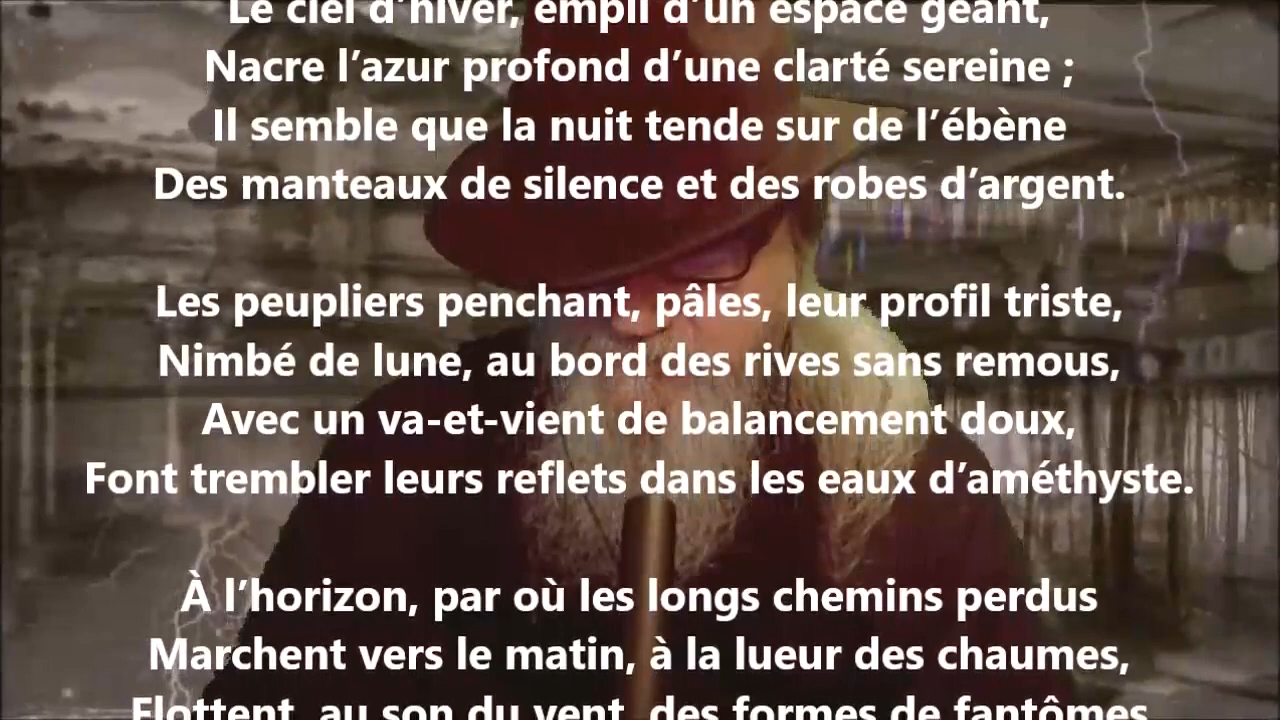 Le ciel d’hiver, empli d’un espace géant,
Nacre l’azur profond d’une clarté sereine ;
Il semble que la nuit tende sur de l’ébène
Des manteaux de silence et des robes d’argent.
Les peupliers penchant, pâles, leur profil triste,
Nimbé de lune, au bord des rives sans remous,
Avec un va-et-vient de balancement doux,
Font trembler leurs reflets dans les eaux d’améthyste.
À l’horizon, par où les longs chemins perdus
Marchent vers le matin, à la lueur des chaumes,
Flottent, au son du vent, des formes de fantômes